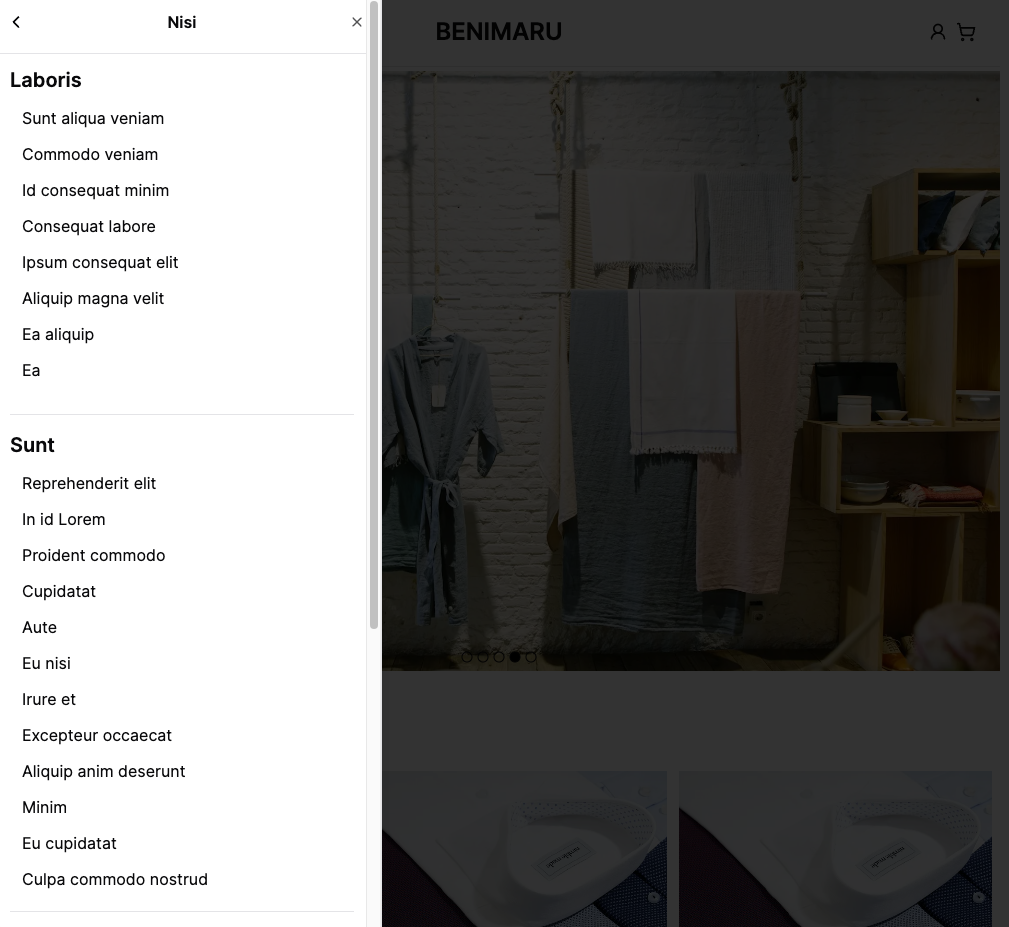 Nisi
BENIMARU
Laboris
Sunt aliqua veniam
Commodo veniam
Id consequat minim
Consequat labore
Ipsum consequat elit
Aliquip magna velit
Ea aliquip
Ea
Sunt
Reprehenderit elit
In id Lorem
Proident commodo
Cupidatat
Aute
Eu nisi
Irure et
Excepteur occaecat
Aliquip anim deserunt
Minim
Eu cupidatat
Culpa commodo nostrud